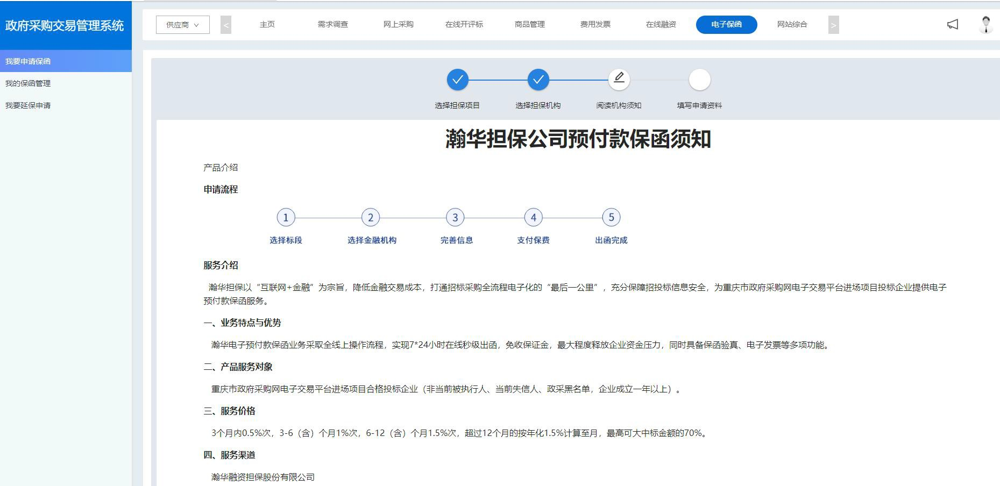 政府采购交易管理系统
供应商
<
主页
需求调查
网上采购
在线开评标
商品管理
费用发票
在线融资
电子保函
网站综合
>
我要申请保函
我的保函管理
我要延保申请
选择担保项目
选择担保机构
阅读机构须知
填写申请资料
瀚华担保公司预付款保函须知
产品介绍
申请流程
1
2
3
4
5
选择标段
选择金融机构
完善信息
支付保费
出函完成
服务介绍
瀚华担保以“互联网+金融”为宗旨，降低金融交易成本，打通招标采购全流程电子化的“最后一公里”，充分保障招投标信息安全，为重庆市政府采购网电子交易平台进场项目投标企业提供电子
预付款保函服务。
一、业务特点与优势
瀚华电子预付款保函业务采取全线上操作流程，实现7*24小时在线秒级出函，免收保证金，最大程度释放企业资金压力，同时具备保函验真、电子发票等多项功能。
二、产品服务对象
重庆市政府采购网电子交易平台进场项目合格投标企业（非当前被执行人、当前失信人、政采黑名单，企业成立一年以上）。
三、服务价格
3个月内0.5%次，3-6（含）个月1%次，6-12（含）个月1.5%次，超过12个月的按年化1.5%计算至月，最高可大中标金额的70%。
四、服务渠道
瀚华融资担保股份有限公司